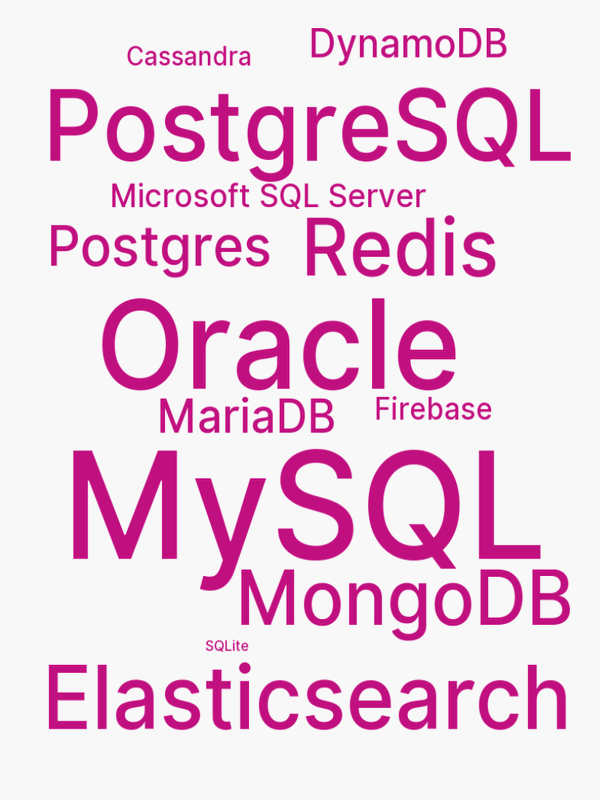 DynamoDB
Cassandra
PostgreSQL
Microsoft SQL Server
Postgres Redis
Oracle
MariaDB Firebase
MySQL
MongoDB
SQLite
Elasticsearch